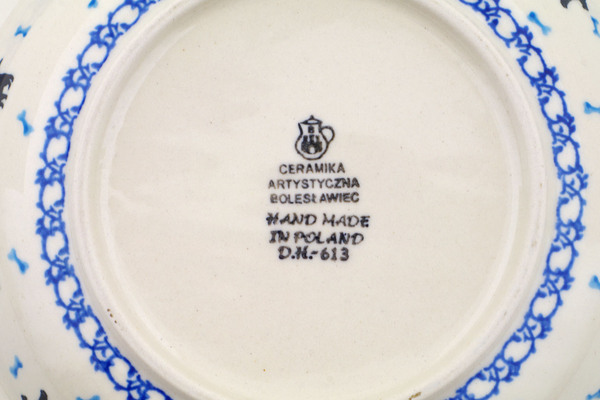 B
CERAMIKA
ARTYSTYCZNA
BOLESŁAWIEC
HAND MADE
IN POLAND
D.H.-613